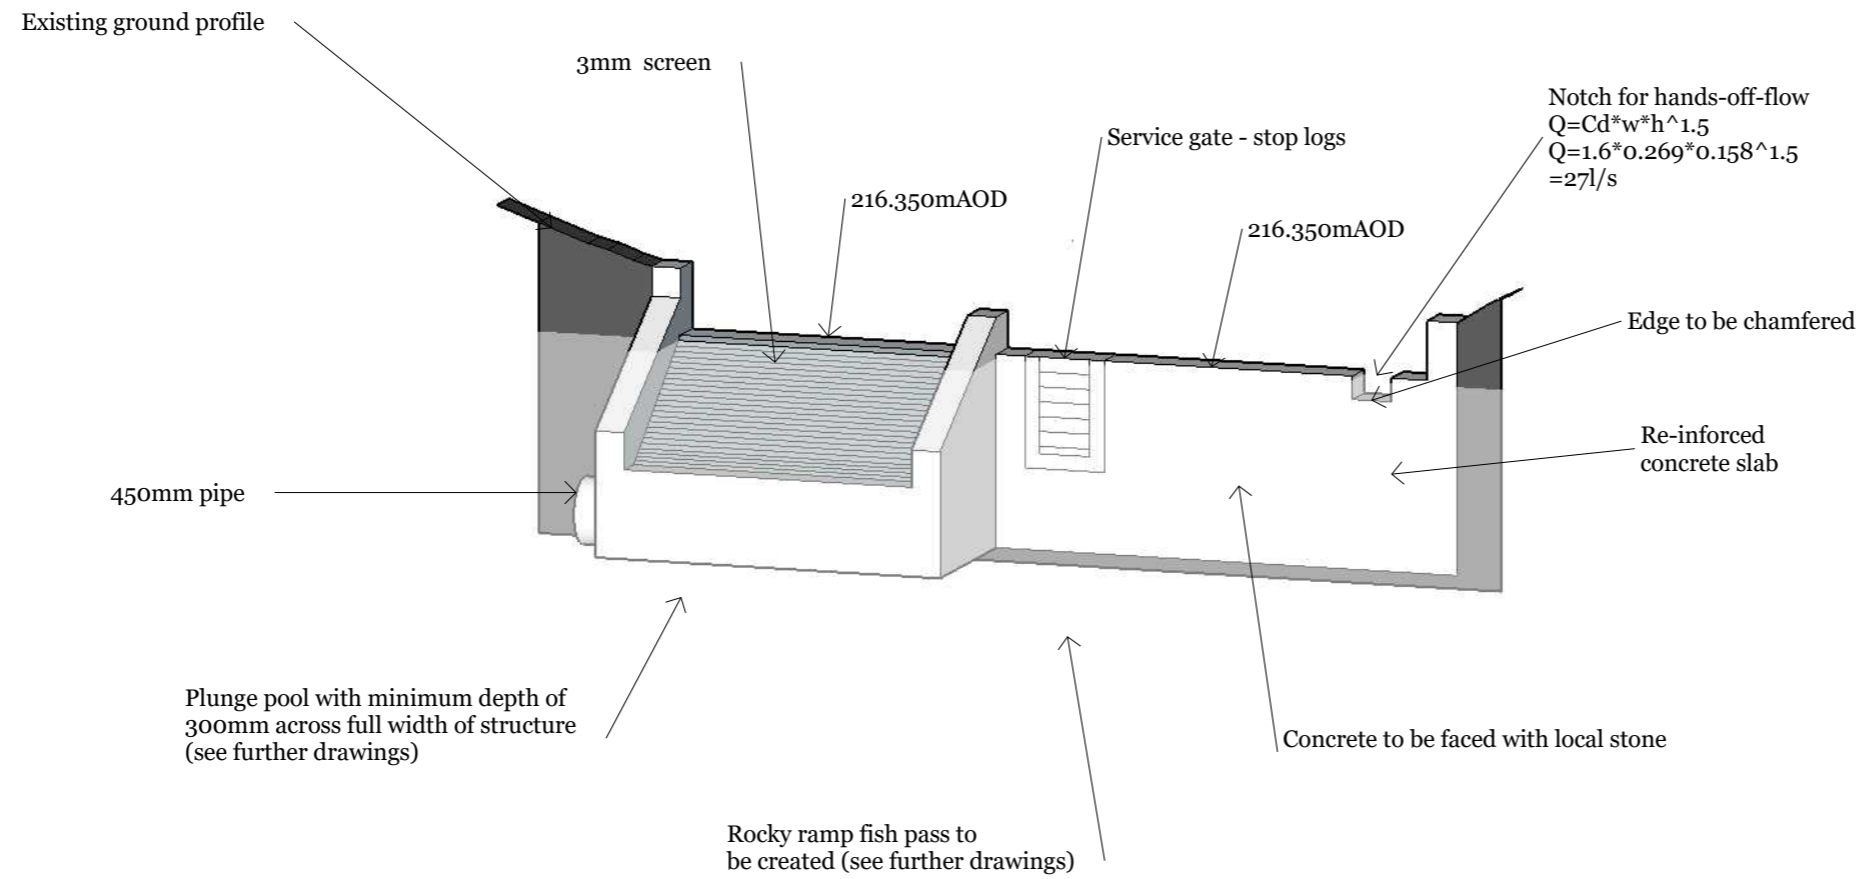 Existing ground profile
3mm screen
Notch for hands-off-flow
Q=Cd*w*h^1.5
Q=1.6*0.269*0.158^1.5
=27l/s
Service gate - stop logs
216.350mAOD
216.350mAOD
Edge to be chamfered
Re-inforced
concrete slab
450mm pipe
Plunge pool with minimum depth of
300mm across full width of structure
(see further drawings)
Concrete to be faced with local stone
Rocky ramp fish pass to
be created (see further drawings)